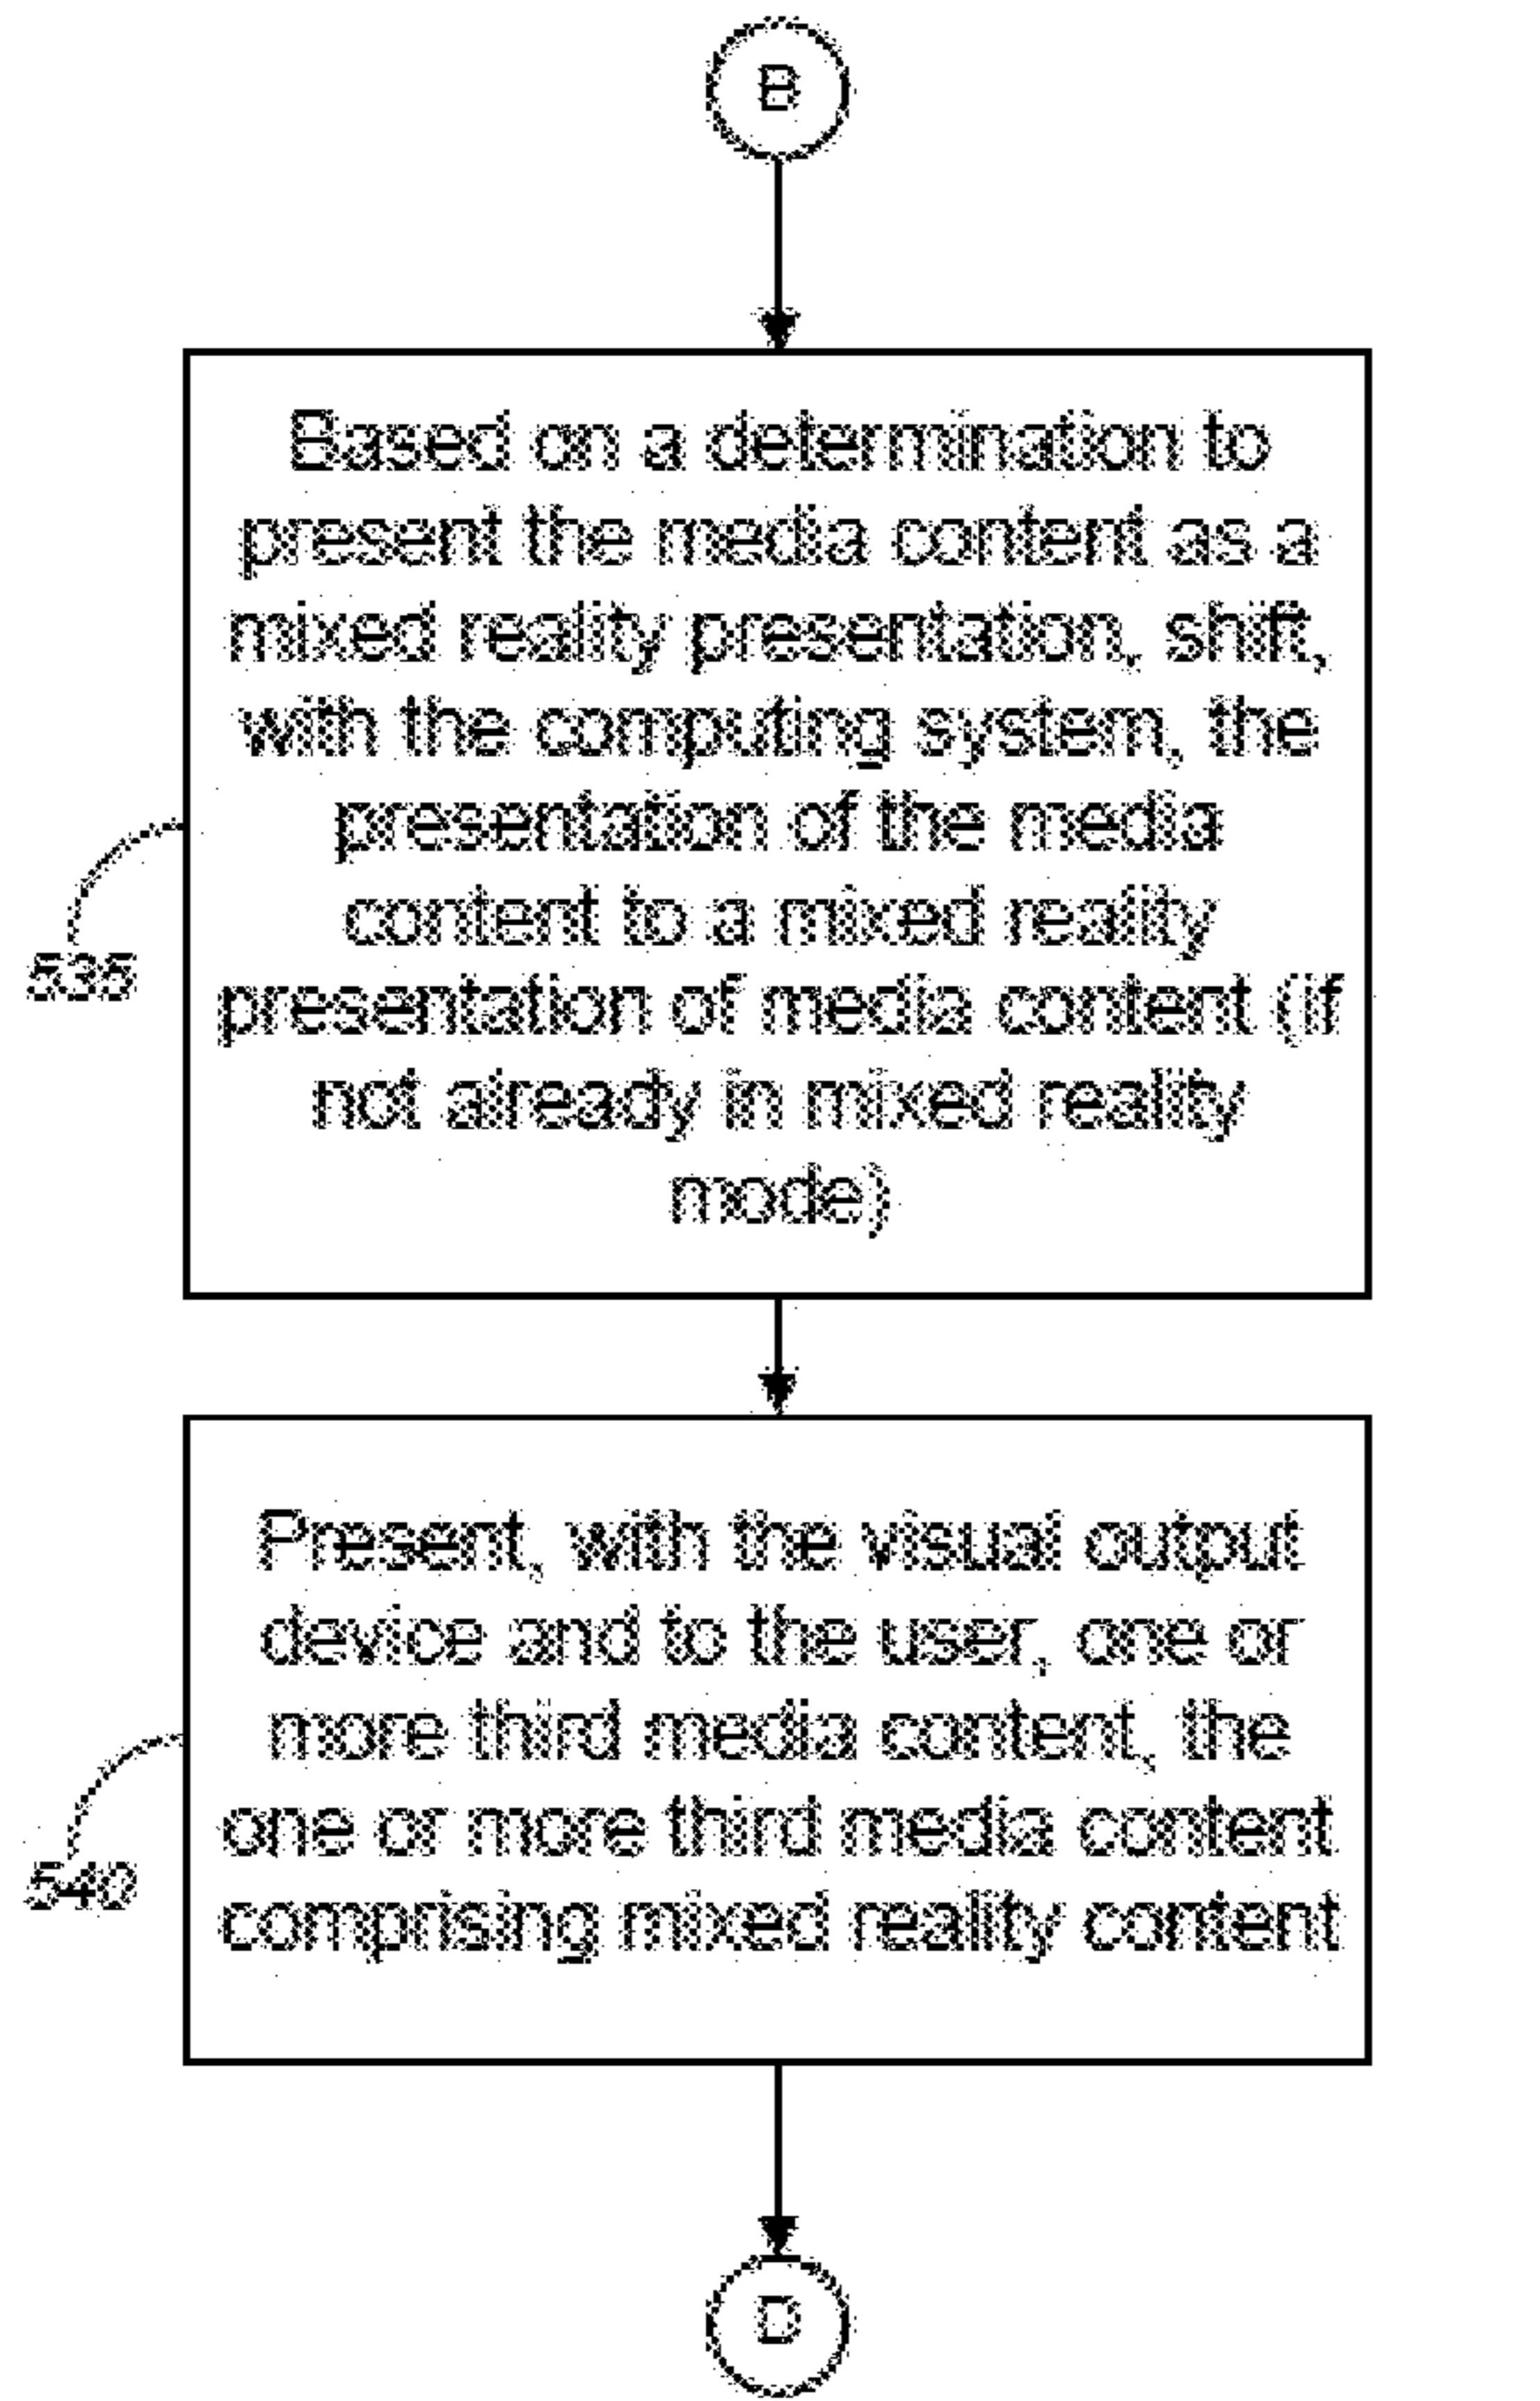 B
Based on a determination to
present the media content as a
mixed reality presentation, shift,
with the computing system, the
presentation of the media
content to a mixed reality
presentation of media content (if
not already in mixed reality
mode)
535
Present, with the visual output
device and to the user, one or
more third media content, the
one or more third media content
comprising mixed reality content
540
D